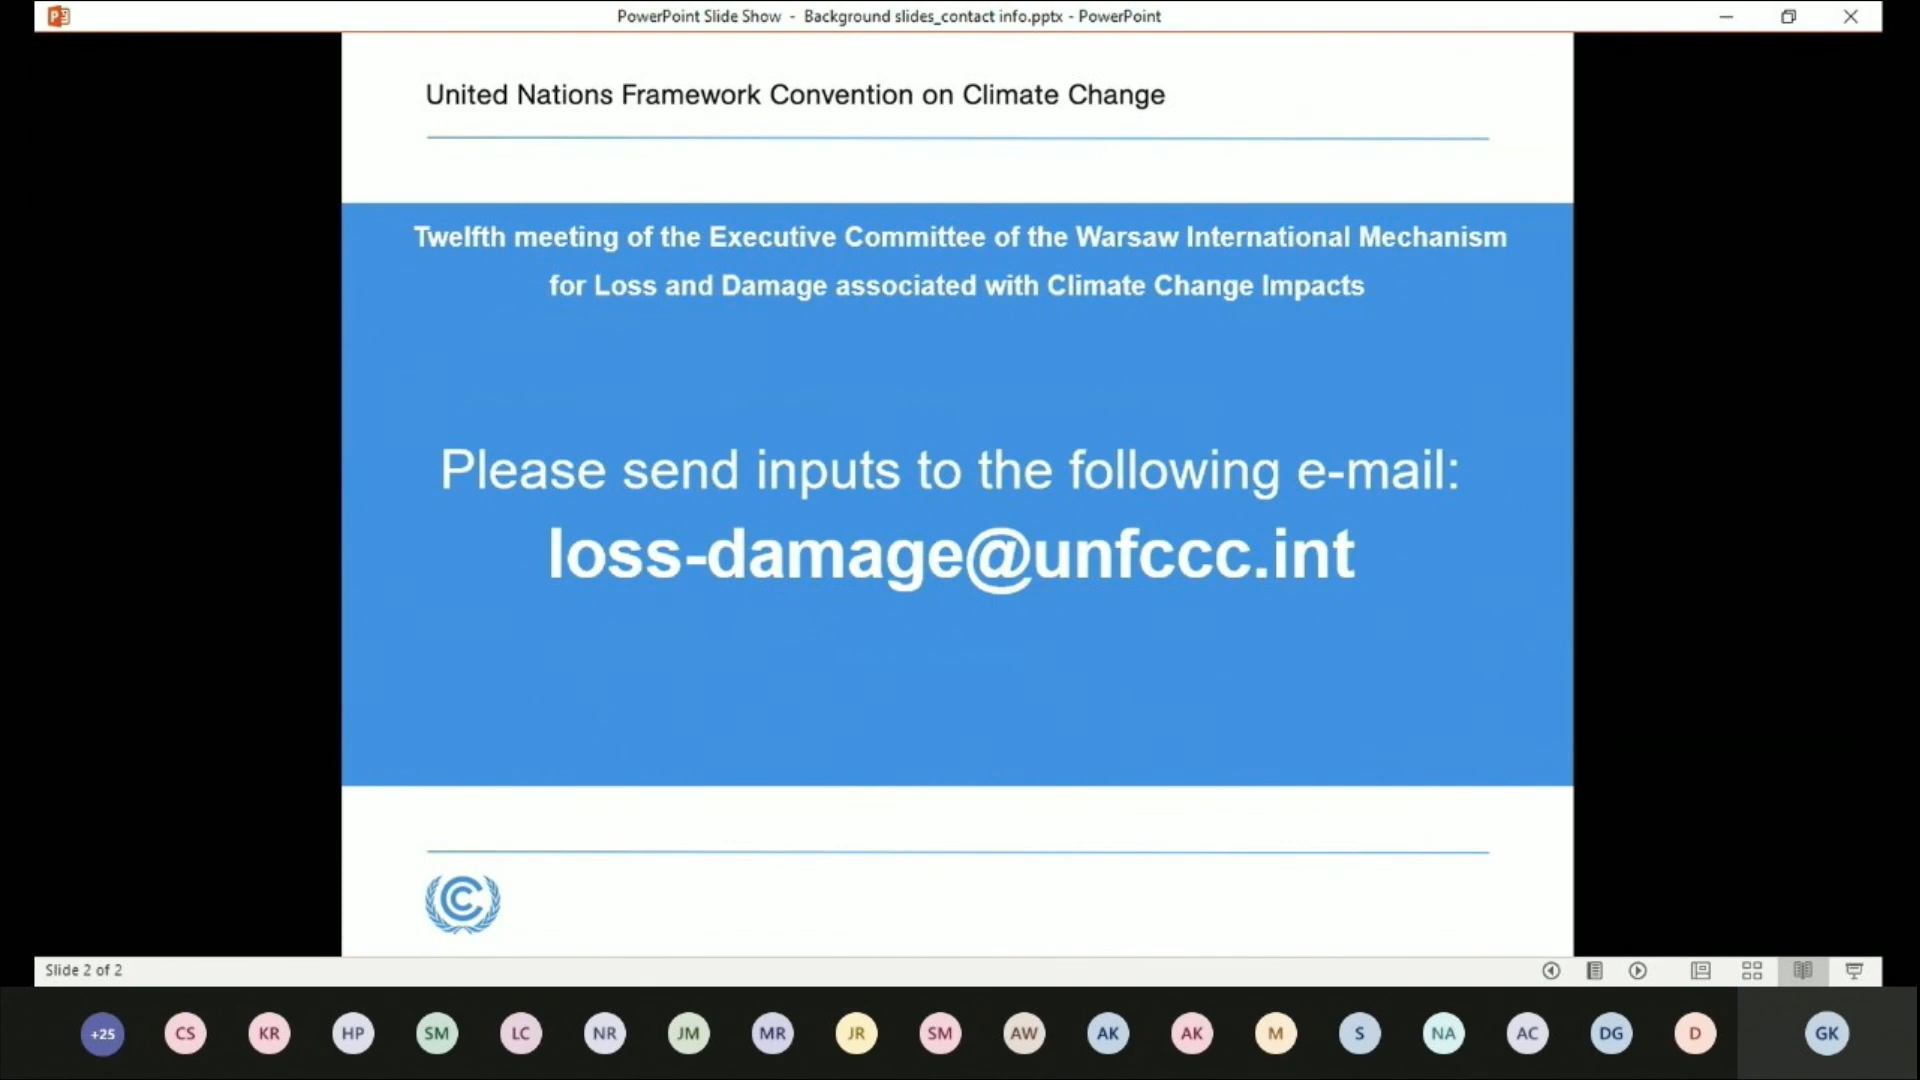 PowerPoint Slide Show - Background slides_contact info.pptx - PowerPoint
United Nations Framework Convention on Climate Change
Twelfth meeting of the Executive Committee of the Warsaw International Mechanism
for Loss and Damage associated with Climate Change Impacts
Please send inputs to the following e-mail:
loss-damage@unfccc.int
Slide 2 of 2
+25 CS KR HP SM LC NR JM MR JR SM AW AK AK M S NA AC DG D GK